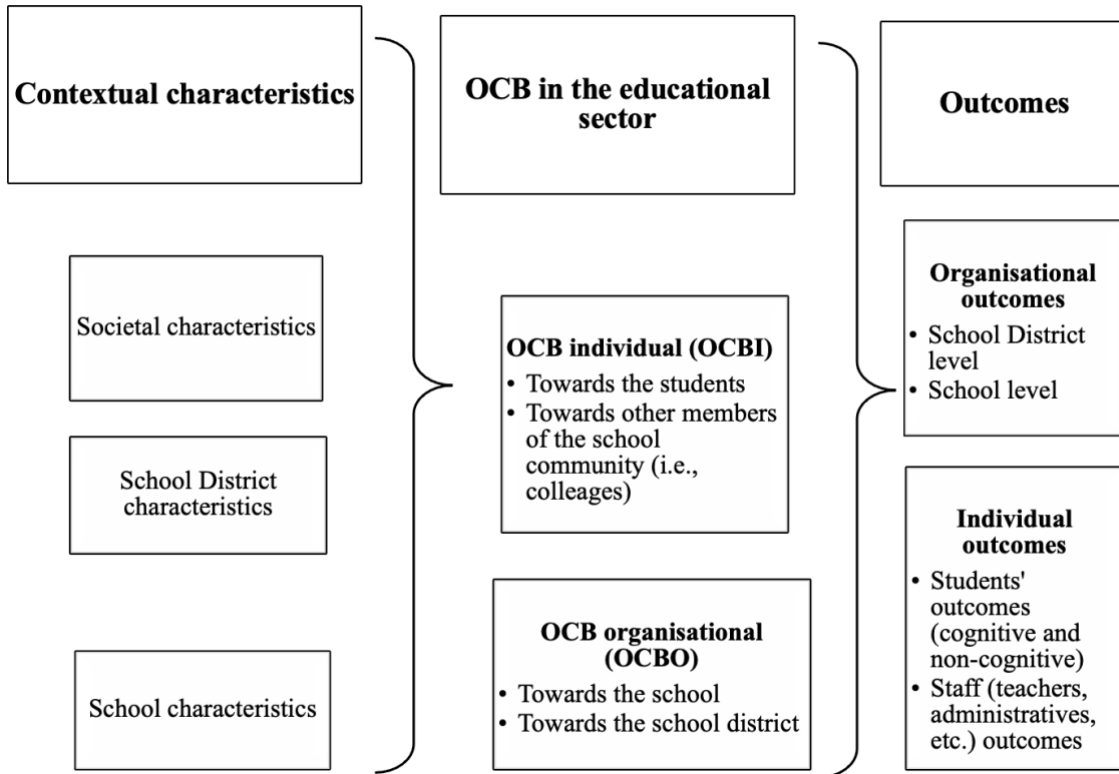 Contextual characteristics
Societal characteristics
School District
characteristics
School characteristics
OCB in the educational
sector
OCB individual (OCBI)
• Towards the students
• Towards other members
of the school
community (i.e.,
colleages)
OCB organisational
(OCBO)
• Towards the school
• Towards the school district
Outcomes
Organisational
outcomes
• School District
level
• School level
Individual
outcomes
• Students'
outcomes
(cognitive and
non-cognitive)
• Staff (teachers,
administratives,
etc.) outcomes